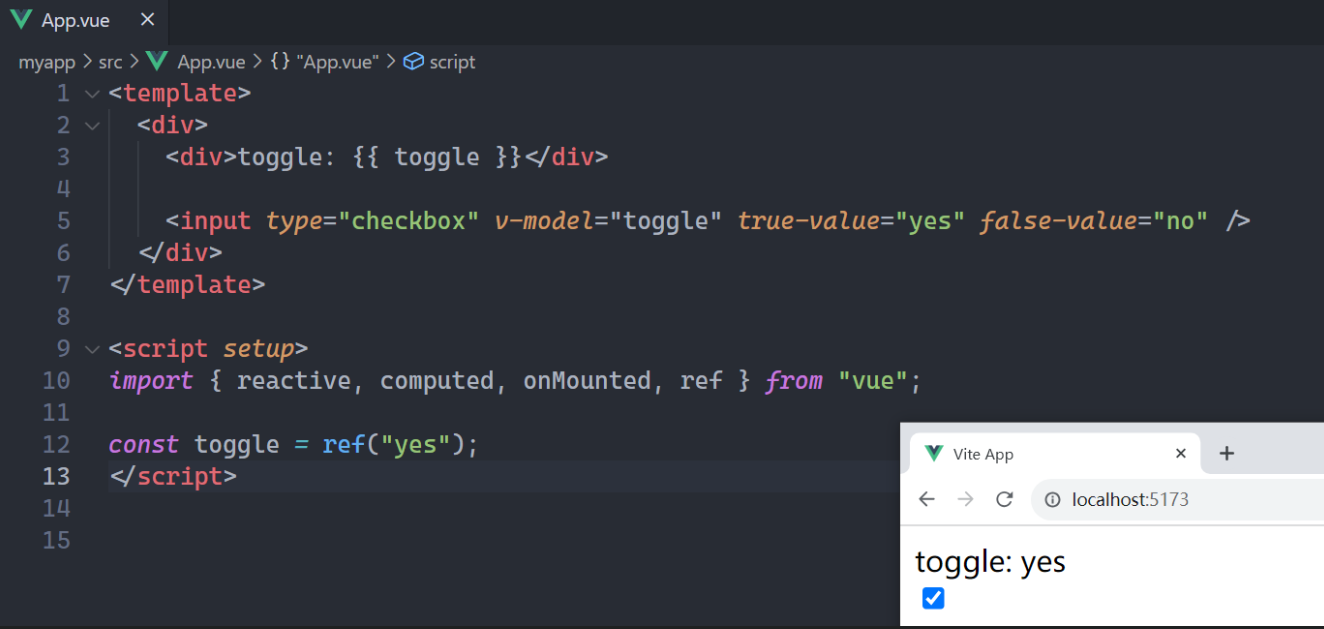 App.vue
myapp > src > App.vue > {} "App.vue" > script
1 <template>
2 <div>
3 <div>toggle: {{ toggle }}</div>
4
5 <input type="checkbox" v-model="toggle" true-value="yes" false-value="no" />
6 </div>
7 </template>
8
9 <script setup>
10 import { reactive, computed, onMounted, ref } from "vue";
11
12 const toggle = ref("yes");
13 </script>
14
15
Vite App
localhost:5173
toggle: yes